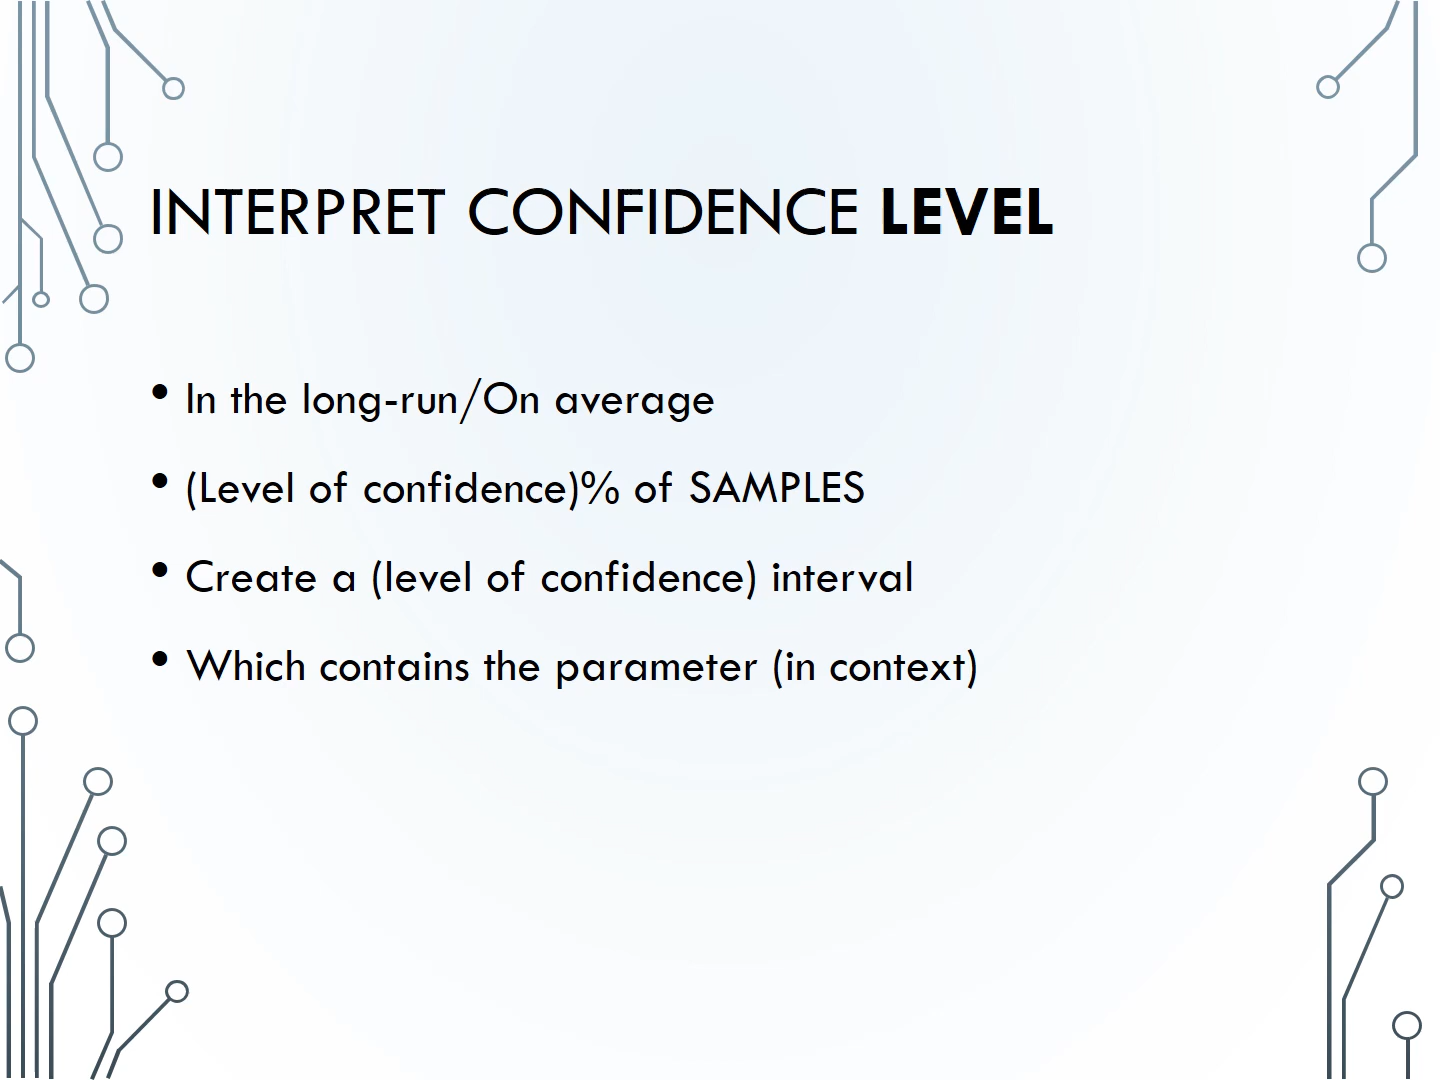 INTERPRET CONFIDENCE LEVEL
• In the long-run/On average
• (Level of confidence)% of SAMPLES
• Create a (level of confidence) interval
• Which contains the parameter (in context)